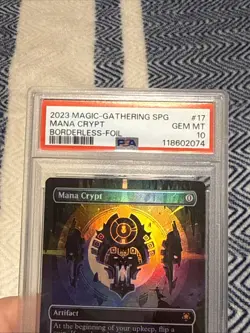 2023 MAGIC-GATHERING SPG #17
MANA CRYPT GEM MT
BORDERLESS-FOIL 10
PSA 118602074
Mana Crypt 0
Artifact
At the beginning of your upkeep, flip a